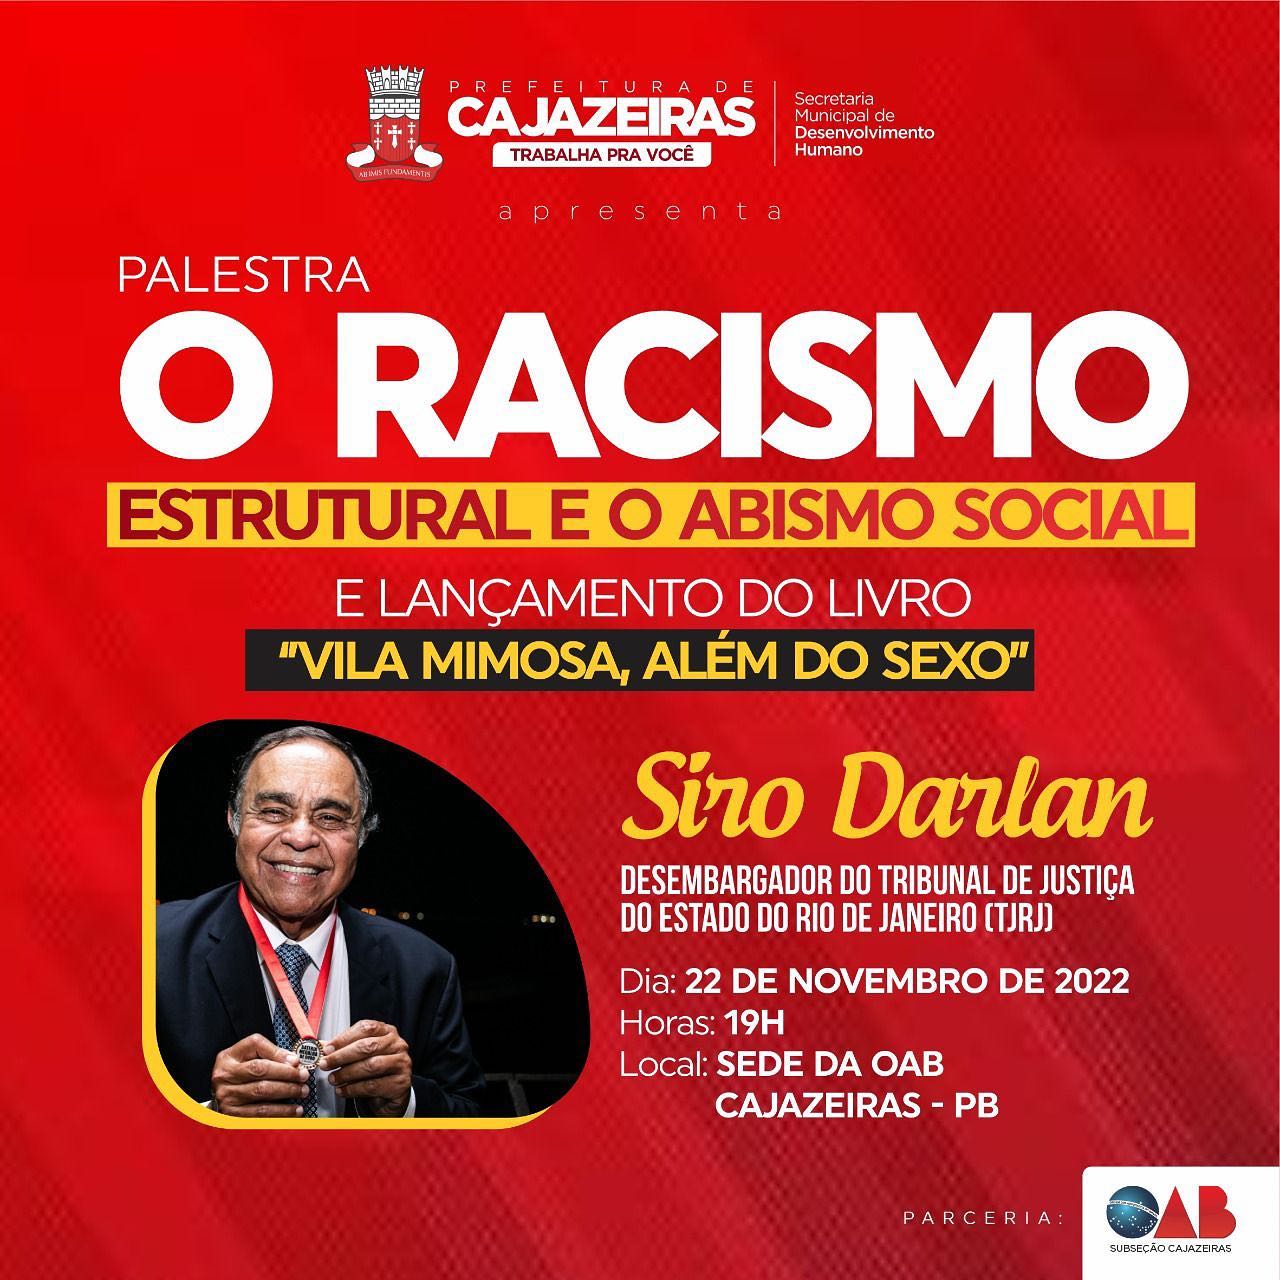 PREFEITURA DE
CAJAZEIRAS
TRABALHA PRA VOCÊ
AB IMIS FUNDAMENTIS
Secretaria
Municipal de
Desenvolvimento
Humano
apresenta
PALESTRA
O RACISMO
ESTRUTURAL E O ABISMO SOCIAL
E LANÇAMENTO DO LIVRO
"VILA MIMOSA, ALÉM DO SEXO"
Siro Darlan
DESEMBARGADOR DO TRIBUNAL DE JUSTIÇA
DO ESTADO DO RIO DE JANEIRO (TJRJ)
Dia: 22 DE NOVEMBRO DE 2022
Horas: 19H
Local: SEDE DA OAB
CAJAZEIRAS - PB
PARCERIA:
OAB
SUBSEÇÃO CAJAZEIRAS